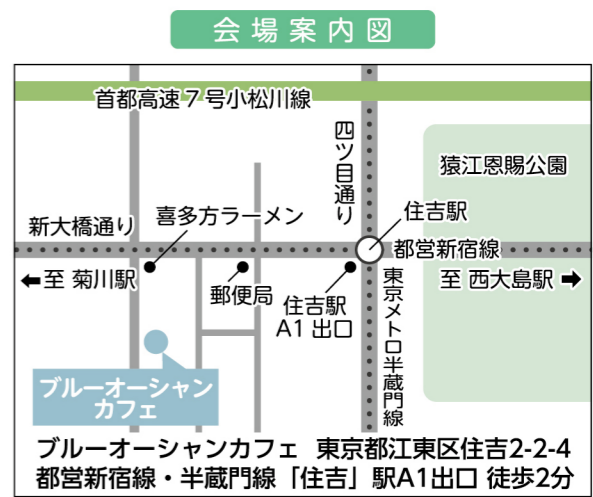 会場案内図
首都高速7号小松川線
四ツ目通り
猿江恩賜公園
住吉駅
喜多方ラーメン
新大橋通り
都営新宿線
←至 菊川駅
郵便局
住吉駅
A1 出口
東京メトロ半蔵門線
至 西大島駅→
ブルーオーシャン
カフェ
ブルーオーシャンカフェ 東京都江東区住吉2-2-4
都営新宿線・半蔵門線「住吉」駅A1出口 徒歩2分